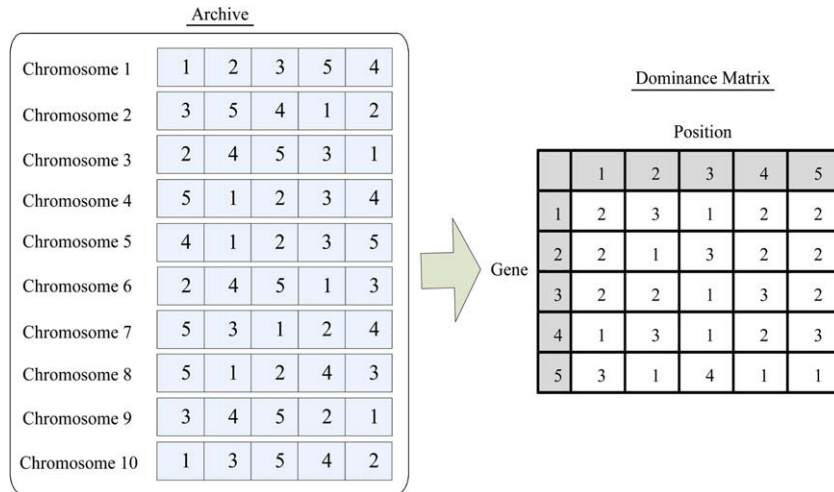 Archive
Chromosome 1 1 2 3 5 4
Chromosome 2 3 5 4 1 2
Chromosome 3 2 4 5 3 1
Chromosome 4 5 1 2 3 4
Chromosome 5 4 1 2 3 5
Chromosome 6 2 4 5 1 3
Chromosome 7 5 3 1 2 4
Chromosome 8 5 1 2 4 3
Chromosome 9 3 4 5 2 1
Chromosome 10 1 3 5 4 2
Dominance Matrix
Position
1 2 3 4 5
1 2 3 1 2 2
2 2 1 3 2 2
Gene
3 2 2 1 3 2
4 1 3 1 2 3
5 3 1 4 1 1